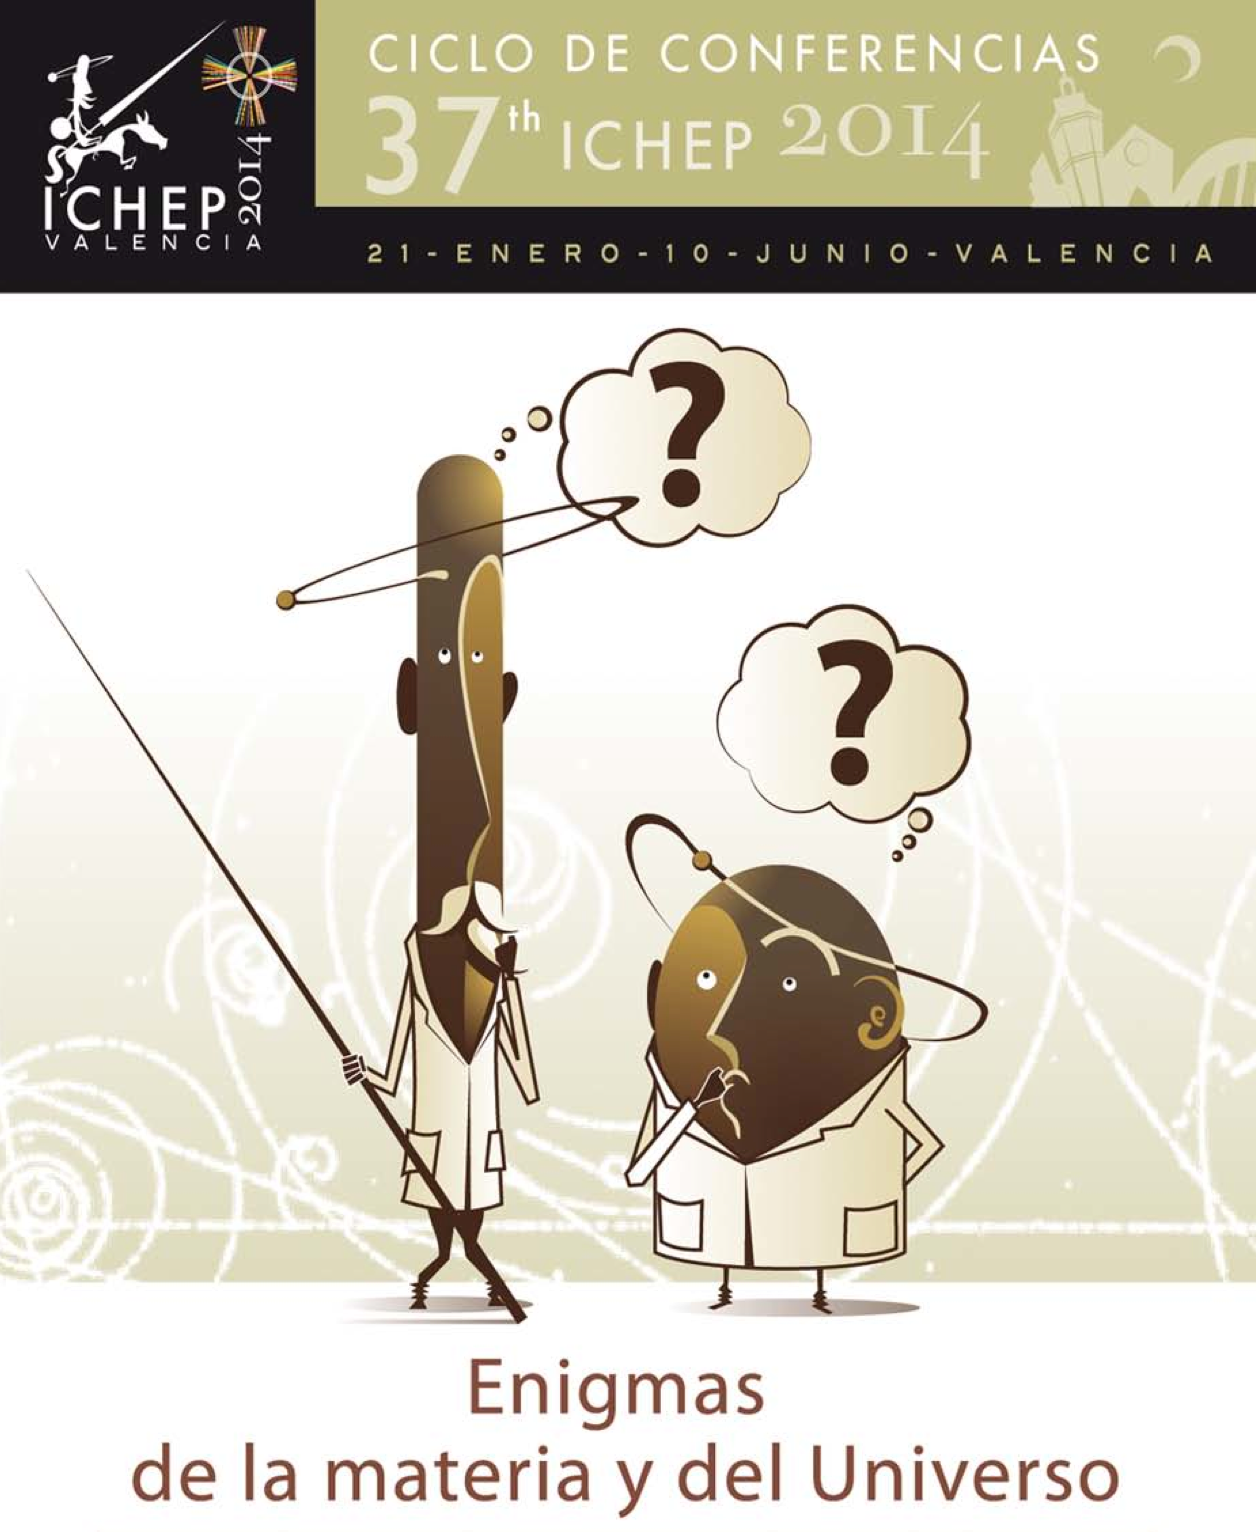 ICHEP 2014
VALENCIA
CICLO DE CONFERENCIAS
37th ICHEP 2014
21-ENERO-10-JUNIO-VALENCIA
?
?
Enigmas
de la materia y del Universo